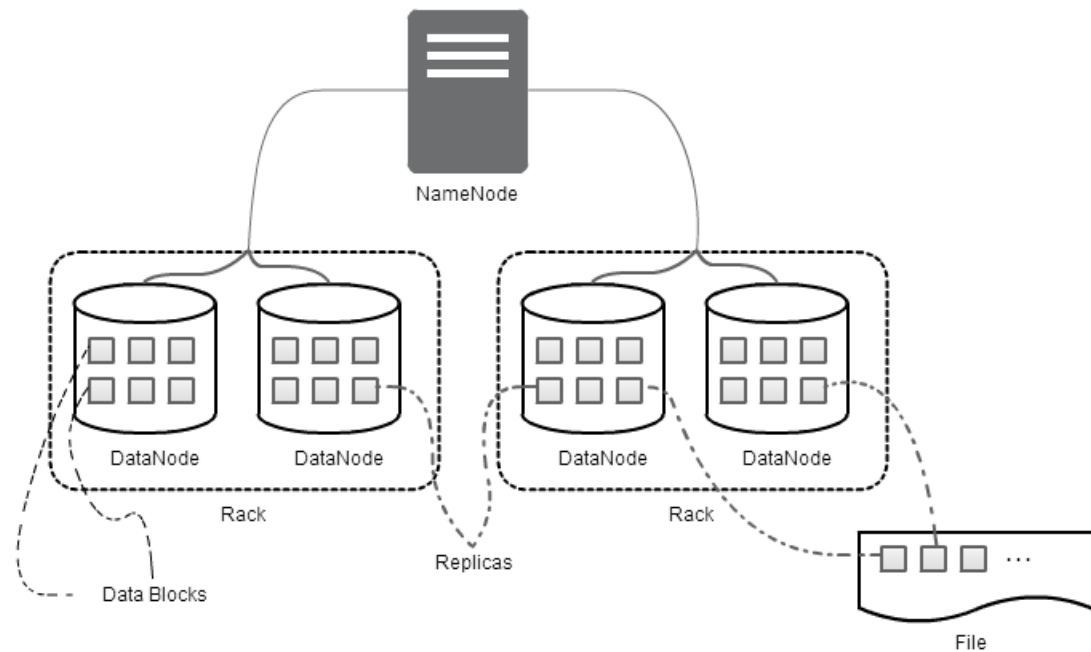 NameNode
DataNode
DataNode
DataNode
DataNode
Rack
Rack
Replicas
Data Blocks
...
File